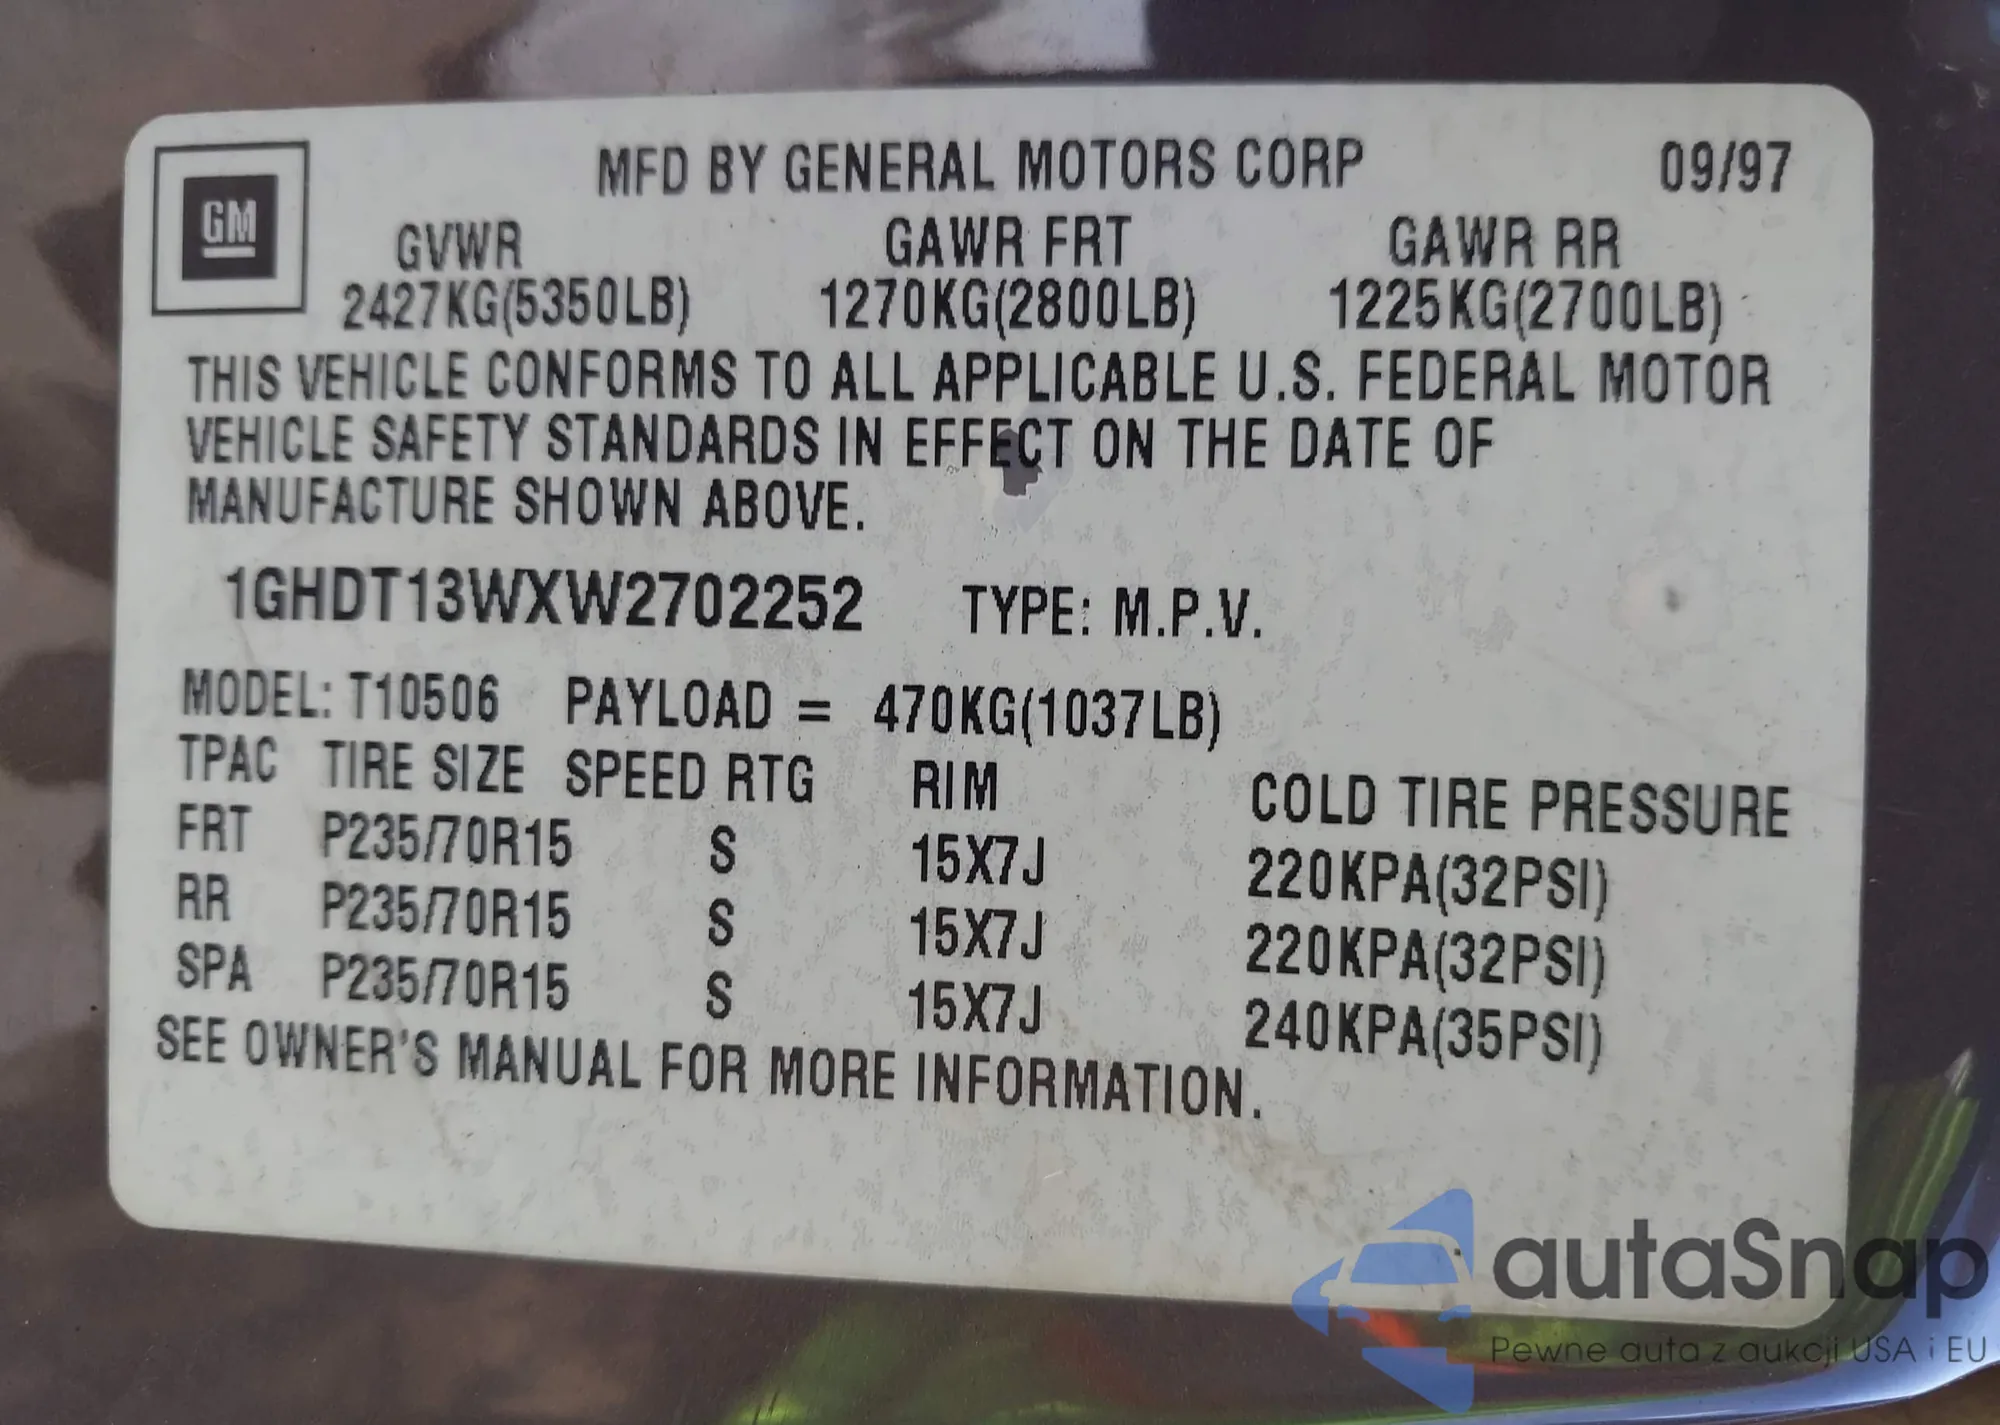 GM
MFD BY GENERAL MOTORS CORP 09/97
GVWR GAWR FRT GAWR RR
2427KG(5350LB) 1270KG(2800LB) 1225KG(2700LB)
THIS VEHICLE CONFORMS TO ALL APPLICABLE U.S. FEDERAL MOTOR
VEHICLE SAFETY STANDARDS IN EFFECT ON THE DATE OF
MANUFACTURE SHOWN ABOVE.
1GHDT13WXW2702252 TYPE: M.P.V.
MODEL: T10506 PAYLOAD = 470KG(1037LB)
TPAC TIRE SIZE SPEED RTG RIM COLD TIRE PRESSURE
FRT P235/70R15 S 15X7J 220KPA(32PSI)
RR P235/70R15 S 15X7J 220KPA(32PSI)
SPA P235/70R15 S 15X7J 240KPA(35PSI)
SEE OWNER'S MANUAL FOR MORE INFORMATION.
autaSnap
Pewne auta z aukcji USA i EU